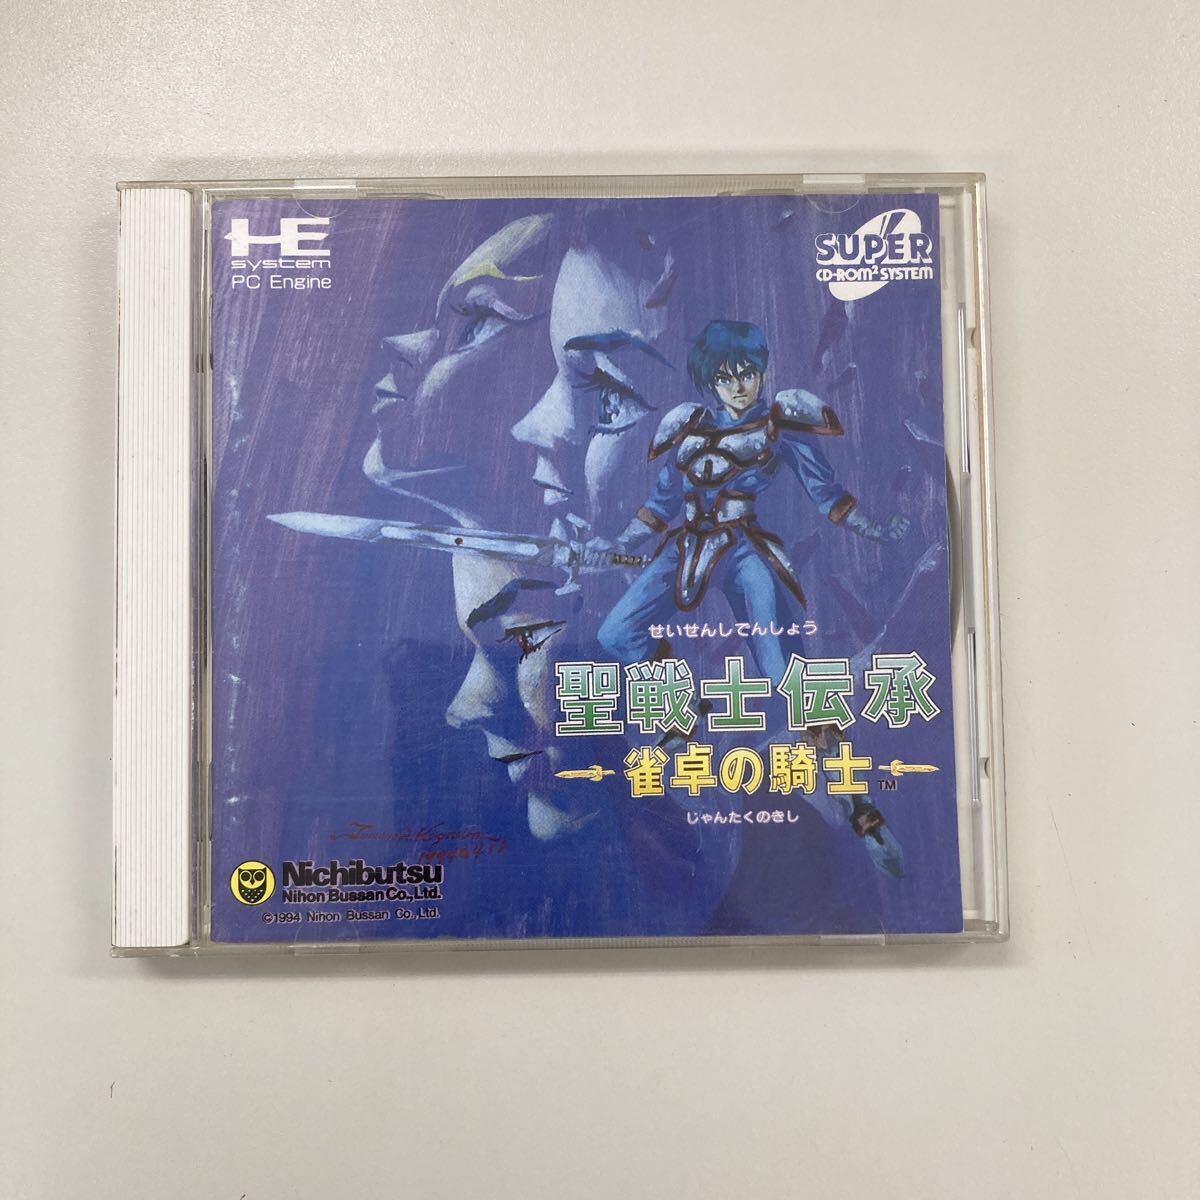 HE
system
PC Engine
SUPER
CD-ROM² SYSTEM
せいせんしでんしょう
聖戦士伝承
雀卓の騎士™
じゃんたくのきし
Nichibutsu
Nihon Bussan Co.,Ltd.
©1994 Nihon Bussan Co.,Ltd.